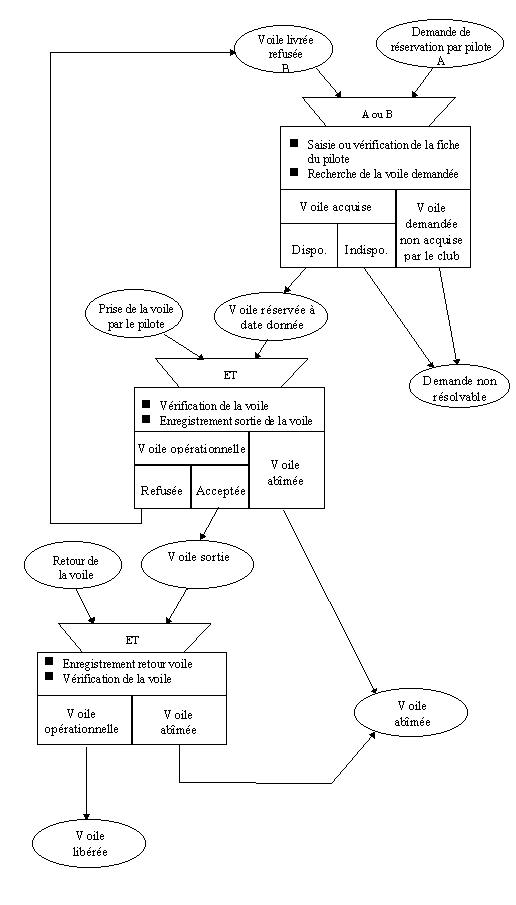 Voile livrée
refusée
B
Demande de
réservation par pilote
A
A ou B
Saisie ou vérification de la fiche
du pilote
Recherche de la voile demandée
Voile acquise
Voile
demandée
non acquise
par le club
Dispo.
Indispo.
Prise de la voile
par le pilote
Voile réservée à
date donnée
ET
Demande non
résolvable
Vérification de la voile
Enregistrement sortie de la voile
Voile opérationnelle
Voile
abîmée
Refusée
Acceptée
Retour de
la voile
Voile sortie
ET
Enregistrement retour voile
Vérification de la voile
Voile
opérationnelle
Voile
abîmée
Voile
abîmée
Voile
libérée